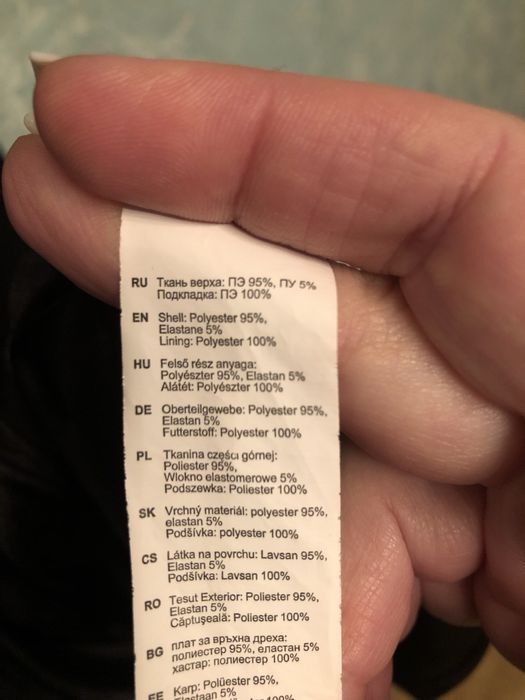 RU Ткань верха: ПЭ 95%, ПУ 5%
Подкладка: ПЭ 100%
EN Shell: Polyester 95%,
Elastane 5%
Lining: Polyester 100%
HU Felső rész anyaga:
Polyészter 95%, Elastan 5%
Alátét: Polyészter 100%
DE Oberteilgewebe: Polyester 95%,
Elastan 5%
Futterstoff: Polyester 100%
PL Tkanina części górnej:
Poliester 95%,
Wlokno elastomerowe 5%
Podszewka: Poliester 100%
SK Vrchný materiál: polyester 95%,
elastan 5%
Podšívka: polyester 100%
CS Látka na povrchu: Lavsan 95%,
Elastan 5%
Podšívka: Lavsan 100%
RO Tesut Exterior: Poliester 95%,
Elastan 5%
Căptuşeală: Poliester 100%
BG плат за връхна дреха:
полиестер 95%, еластан 5%
хастар: полиестер 100%
EE Karp: Polüester 95%,
Elastaan 5%